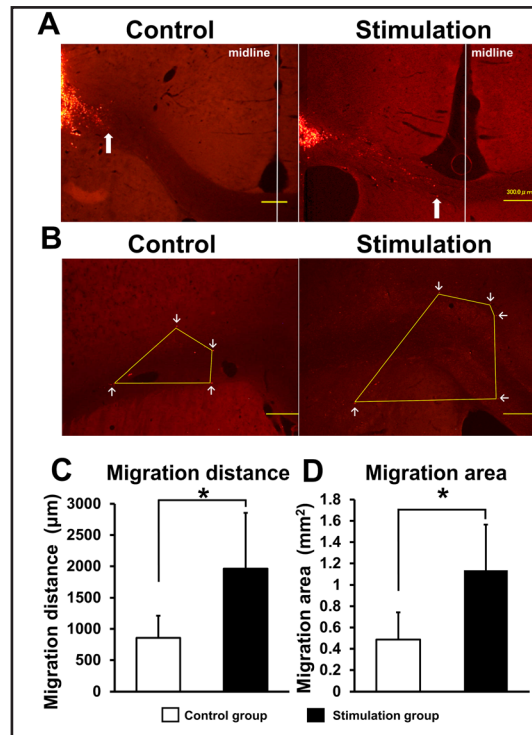 A
Control
Stimulation
midline
midline
300.0 µm
B
Control
Stimulation
C Migration distance
Migration distance (µm)
3000
2500
2000
1500
1000
500
0
*
D Migration area
Migration area (mm²)
1.8
1.6
1.4
1.2
1
0.8
0.6
0.4
0.2
0
*
Control group
Stimulation group